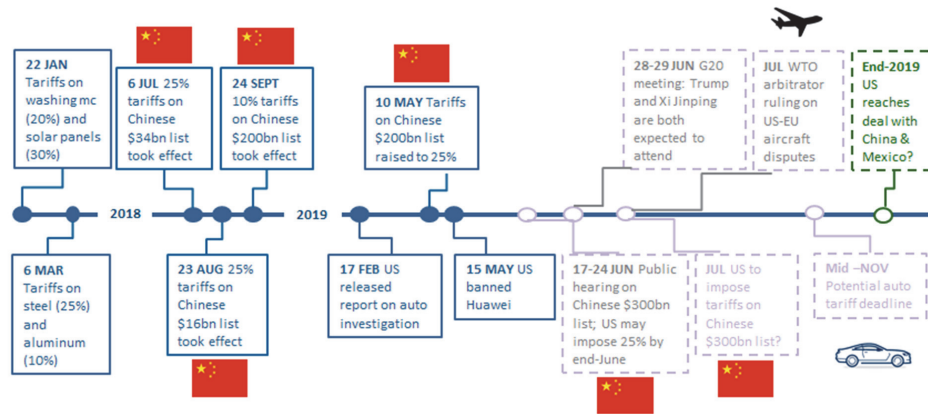 22 JAN
Tariffs on
washing mc
(20%) and
solar panels
(30%)
6 JUL 25%
tariffs on
Chinese
$34bn list
took effect
24 SEPT
10% tariffs
on Chinese
$200bn list
took effect
10 MAY Tariffs
on Chinese
$200bn list
raised to 25%
28-29 JUN G20
meeting: Trump
and Xi Jinping
are both
expected to
attend
JUL WTO
arbitrator
ruling on
US-EU
aircraft
disputes
End-2019
US
reaches
deal with
China &
Mexico?
2018
2019
6 MAR
Tariffs on
steel (25%)
and
aluminum
(10%)
23 AUG 25%
tariffs on
Chinese
$16bn list
took effect
17 FEB US
released
report on auto
investigation
15 MAY US
banned
Huawei
17-24 JUN Public
hearing on
Chinese $300bn
list; US may
impose 25% by
end-June
JUL US to
impose
tariffs on
Chinese
$300bn list?
Mid –NOV
Potential auto
tariff deadline